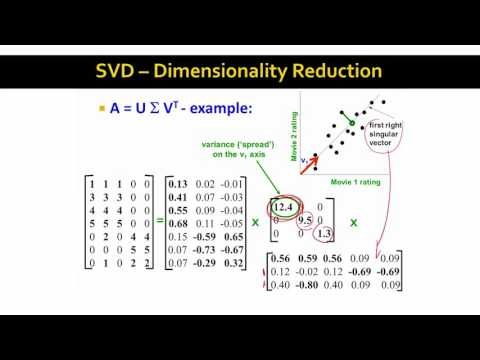 SVD – Dimensionality Reduction
A = U Σ Vᵀ - example:
variance ('spread')
on the v₁ axis
Movie 2 rating
first right
singular
vector
v₁
Movie 1 rating
1 1 1 0 0
3 3 3 0 0
4 4 4 0 0
5 5 5 0 0
0 2 0 4 4
0 0 0 5 5
0 1 0 2 2
=
0.13 0.02 -0.01
0.41 0.07 -0.03
0.55 0.09 -0.04
0.68 0.11 -0.05
0.15 -0.59 0.65
0.07 -0.73 -0.67
0.07 -0.29 0.32
x
12.4 0 0
0 9.5 0
0 0 1.3
x
0.56 0.59 0.56 0.09 0.09
0.12 -0.02 0.12 -0.69 -0.69
0.40 -0.80 0.40 0.09 0.09